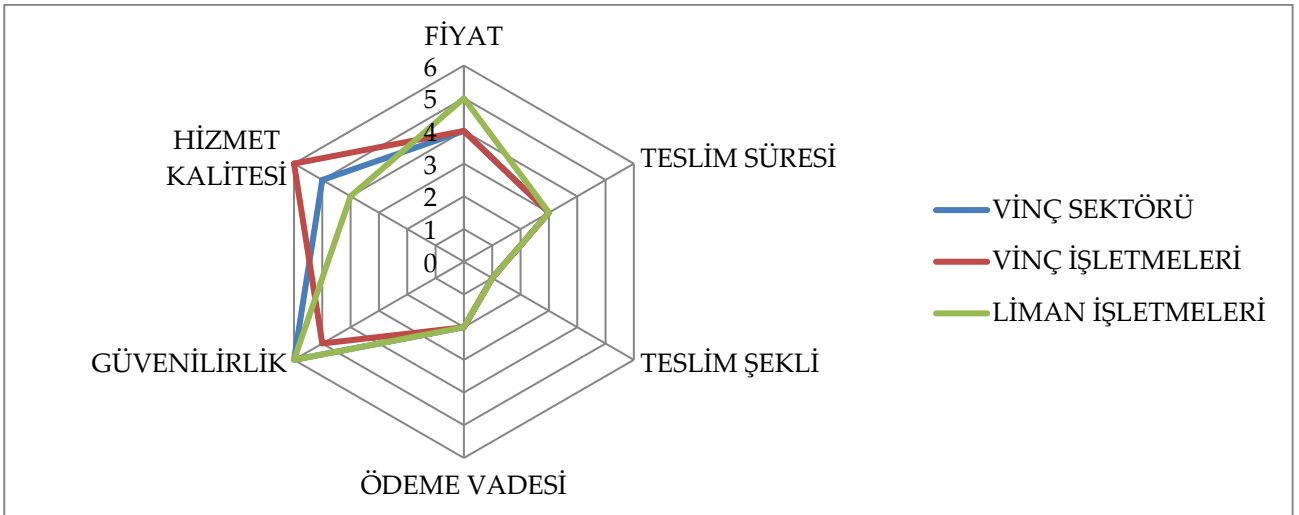 FİYAT
6
5
4
3
2
1
0
HİZMET
KALİTESİ
TESLİM SÜRESİ
GÜVENİLİRLİK
TESLİM ŞEKLİ
ÖDEME VADESİ
VİNÇ SEKTÖRÜ
VİNÇ İŞLETMELERİ
LİMAN İŞLETMELERİ